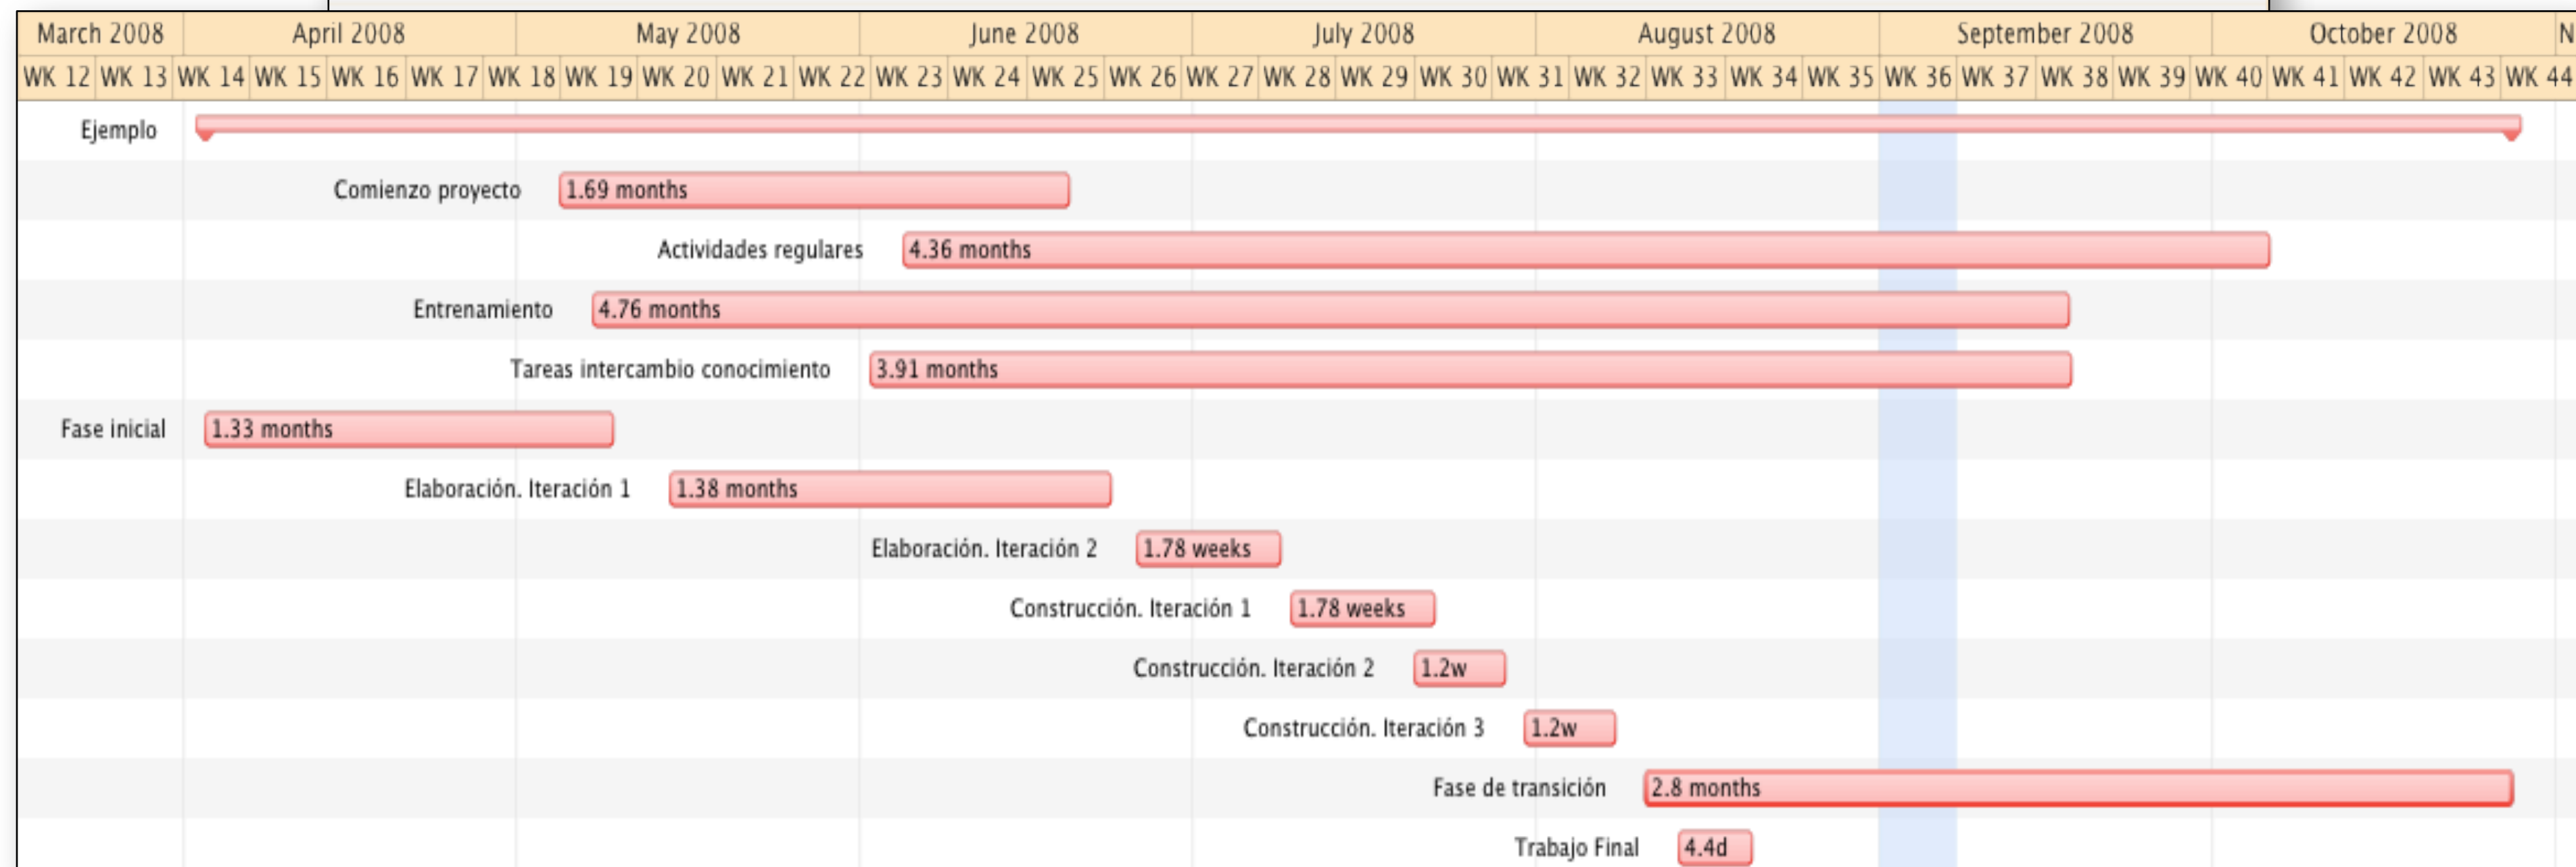 March 2008 April 2008 May 2008 June 2008 July 2008 August 2008 September 2008 October 2008 N
WK 12 WK 13 WK 14 WK 15 WK 16 WK 17 WK 18 WK 19 WK 20 WK 21 WK 22 WK 23 WK 24 WK 25 WK 26 WK 27 WK 28 WK 29 WK 30 WK 31 WK 32 WK 33 WK 34 WK 35 WK 36 WK 37 WK 38 WK 39 WK 40 WK 41 WK 42 WK 43 WK 44
Ejemplo
Comienzo proyecto 1.69 months
Actividades regulares 4.36 months
Entrenamiento 4.76 months
Tareas intercambio conocimiento 3.91 months
Fase inicial 1.33 months
Elaboración. Iteración 1 1.38 months
Elaboración. Iteración 2 1.78 weeks
Construcción. Iteración 1 1.78 weeks
Construcción. Iteración 2 1.2w
Construcción. Iteración 3 1.2w
Fase de transición 2.8 months
Trabajo Final 4.4d